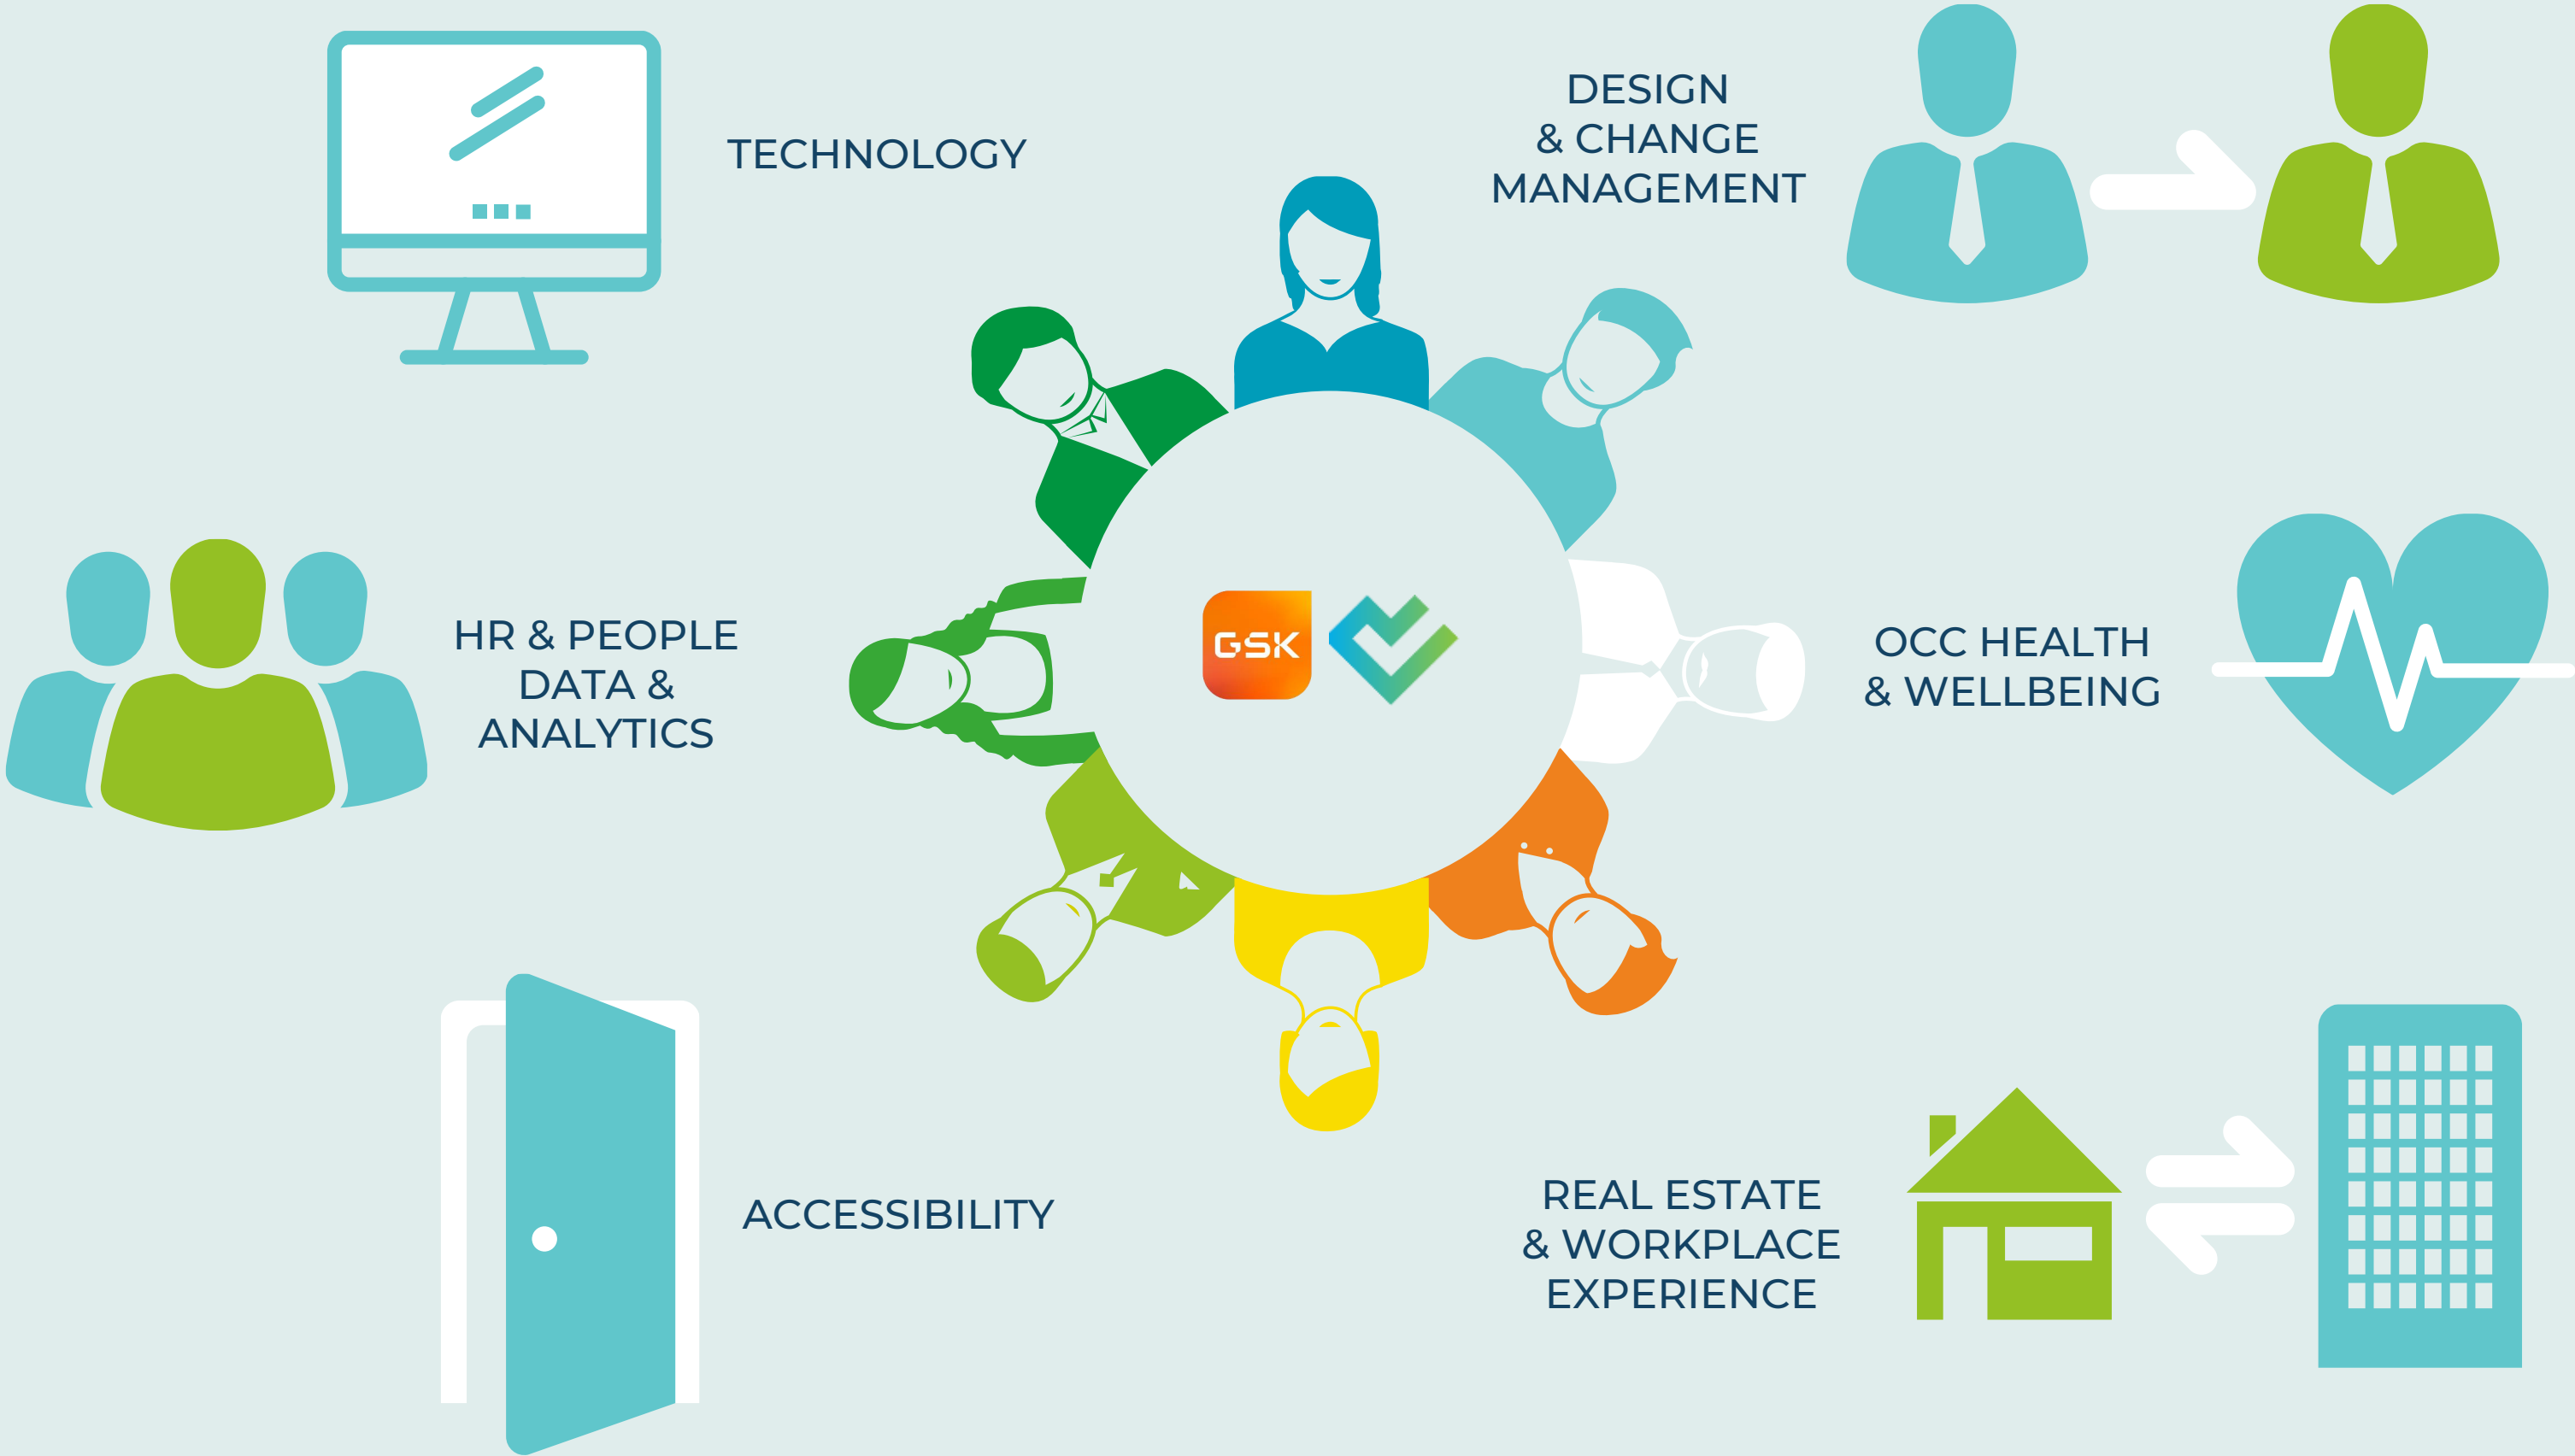 TECHNOLOGY
DESIGN
& CHANGE
MANAGEMENT
HR & PEOPLE
DATA &
ANALYTICS
GSK
OCC HEALTH
& WELLBEING
ACCESSIBILITY
REAL ESTATE
& WORKPLACE
EXPERIENCE